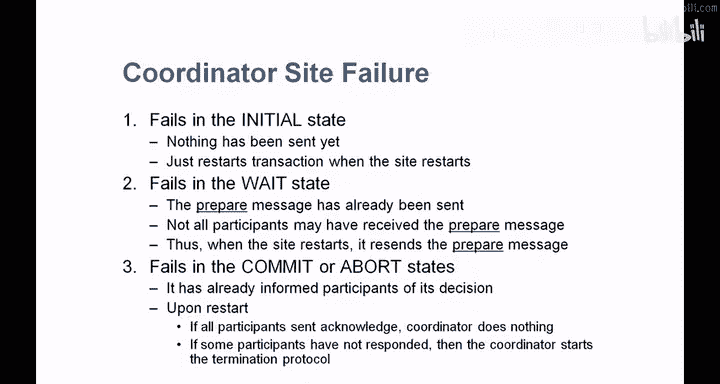 bilibili
Coordinator Site Failure
1. Fails in the INITIAL state
– Nothing has been sent yet
– Just restarts transaction when the site restarts
2. Fails in the WAIT state
– The prepare message has already been sent
– Not all participants may have received the prepare message
– Thus, when the site restarts, it resends the prepare message
3. Fails in the COMMIT or ABORT states
– It has already informed participants of its decision
– Upon restart
• If all participants sent acknowledge, coordinator does nothing
• If some participants have not responded, then the coordinator starts
the termination protocol